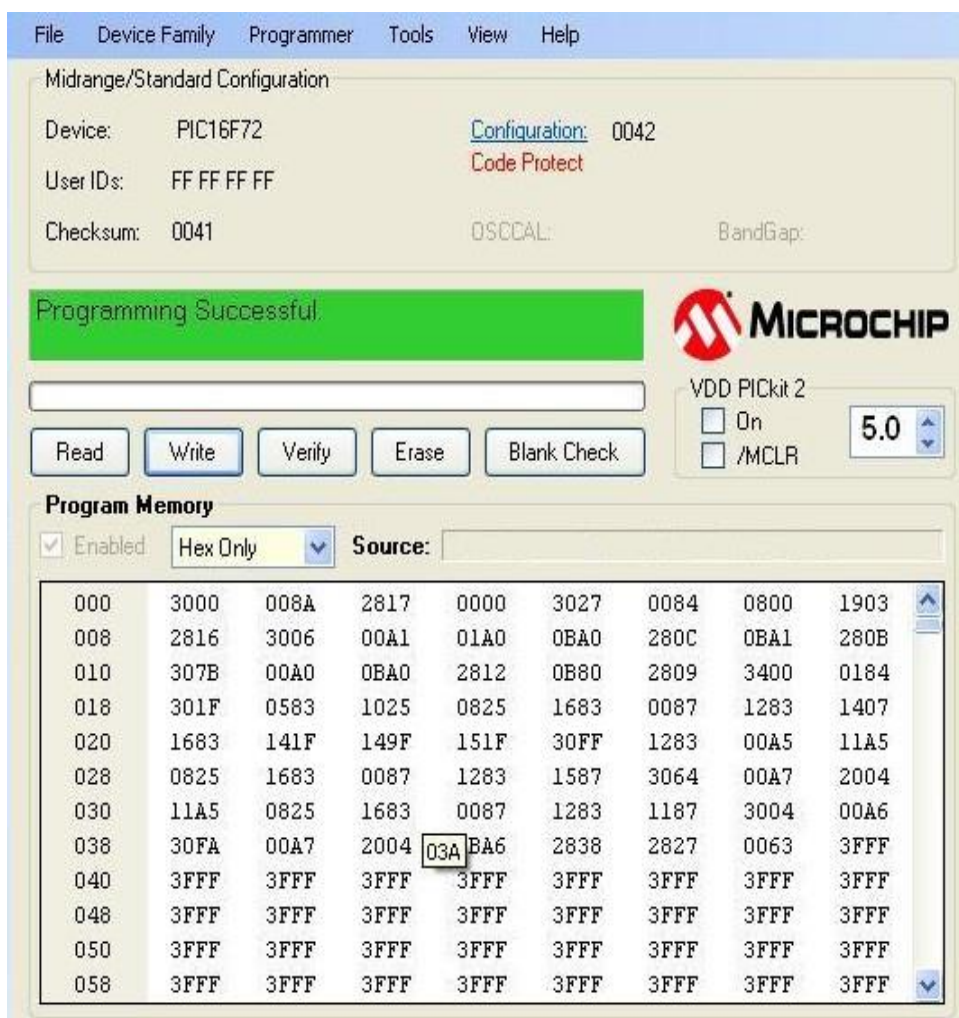 File Device Family Programmer Tools View Help
Midrange/Standard Configuration
Device: PIC16F72 Configuration: 0042
Code Protect
User IDs: FF FF FF FF
Checksum: 0041 OSCCAL: BandGap:
Programming Successful.
MICROCHIP
VDD PICkit 2
On
/MCLR
5.0
Read Write Verify Erase Blank Check
Program Memory
Enabled Hex Only Source:
000 3000 008A 2817 0000 3027 0084 0800 1903
008 2816 3006 00A1 01A0 0BA0 280C 0BA1 280B
010 307B 00A0 0BA0 2812 0B80 2809 3400 0184
018 301F 0583 1025 0825 1683 0087 1283 1407
020 1683 141F 149F 151F 30FF 1283 00A5 11A5
028 0825 1683 0087 1283 1587 3064 00A7 2004
030 11A5 0825 1683 0087 1283 1187 3004 00A6
038 30FA 00A7 2004 03A BA6 2838 2827 0063 3FFF
040 3FFF 3FFF 3FFF 3FFF 3FFF 3FFF 3FFF 3FFF
048 3FFF 3FFF 3FFF 3FFF 3FFF 3FFF 3FFF 3FFF
050 3FFF 3FFF 3FFF 3FFF 3FFF 3FFF 3FFF 3FFF
058 3FFF 3FFF 3FFF 3FFF 3FFF 3FFF 3FFF 3FFF